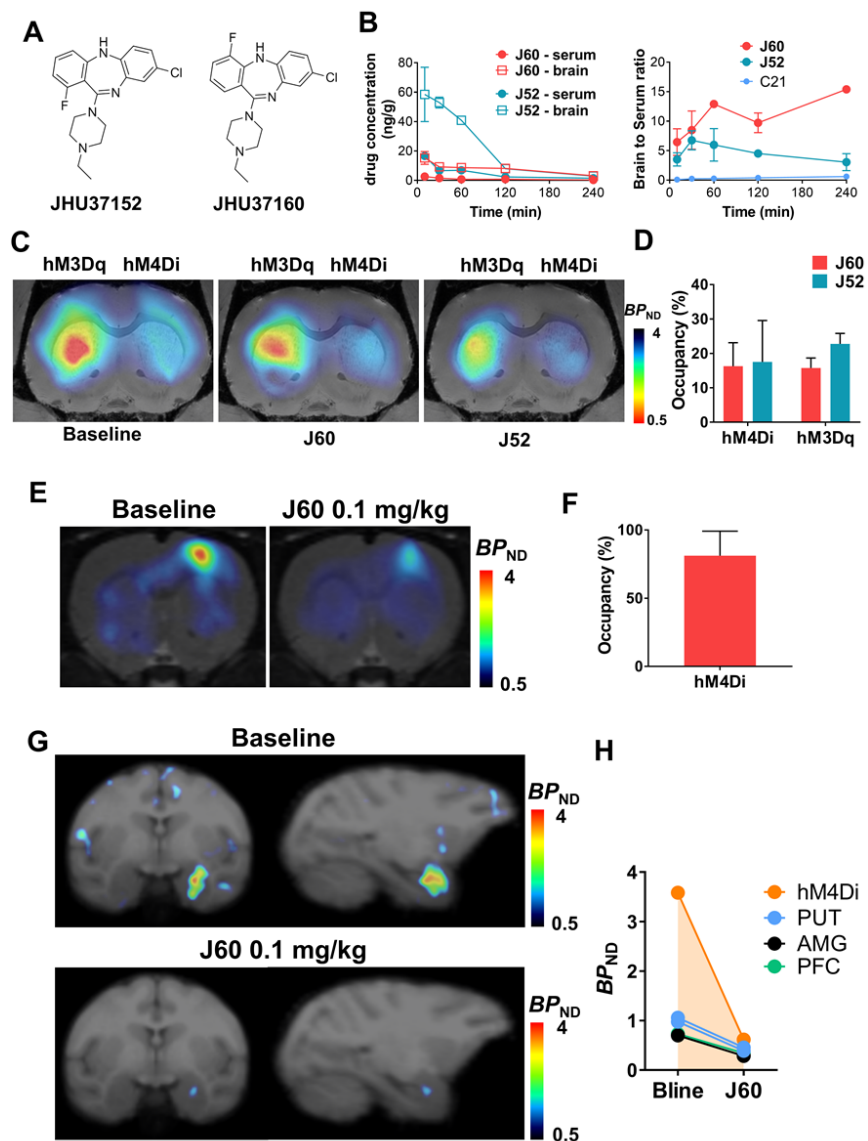 A
H
N
F
N
N
N
Cl
JHU37152
F
H
N
Cl
N
N
N
JHU37160
B
drug concentration
(ng/g)
80
60
40
20
0
0 60 120 180 240
Time (min)
J60 - serum
J60 - brain
J52 - serum
J52 - brain
Brain to Serum ratio
20
15
10
5
0
0 60 120 180 240
Time (min)
J60
J52
C21
C
hM3Dq hM4Di hM3Dq hM4Di hM3Dq hM4Di
Baseline J60 J52
BPND
4
0.5
D
J60
J52
Occupancy (%)
40
30
20
10
0
hM4Di hM3Dq
E
Baseline J60 0.1 mg/kg
BPND
4
0.5
F
Occupancy (%)
100
50
0
hM4Di
G
Baseline
BPND
4
0.5
J60 0.1 mg/kg
BPND
4
0.5
H
BPND
4
3
2
1
0
Bline J60
hM4Di
PUT
AMG
PFC